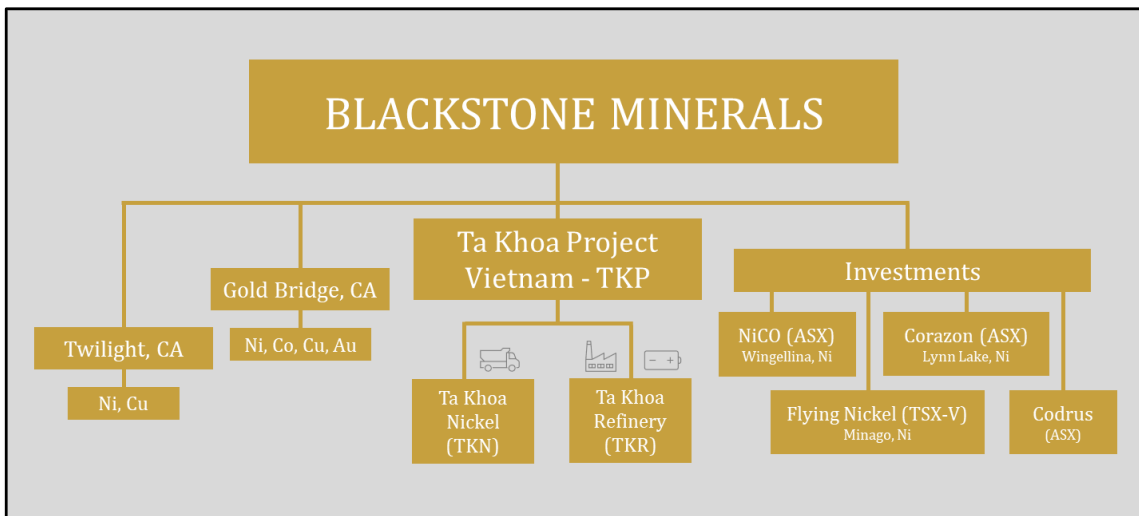 BLACKSTONE MINERALS
Twilight, CA
Ni, Cu
Gold Bridge, CA
Ni, Co, Cu, Au
Ta Khoa Project
Vietnam - TKP
Ta Khoa
Nickel
(TKN)
Ta Khoa
Refinery
(TKR)
Investments
NiCO (ASX)
Wingellina, Ni
Flying Nickel (TSX-V)
Minago, Ni
Corazon (ASX)
Lynn Lake, Ni
Codrus
(ASX)